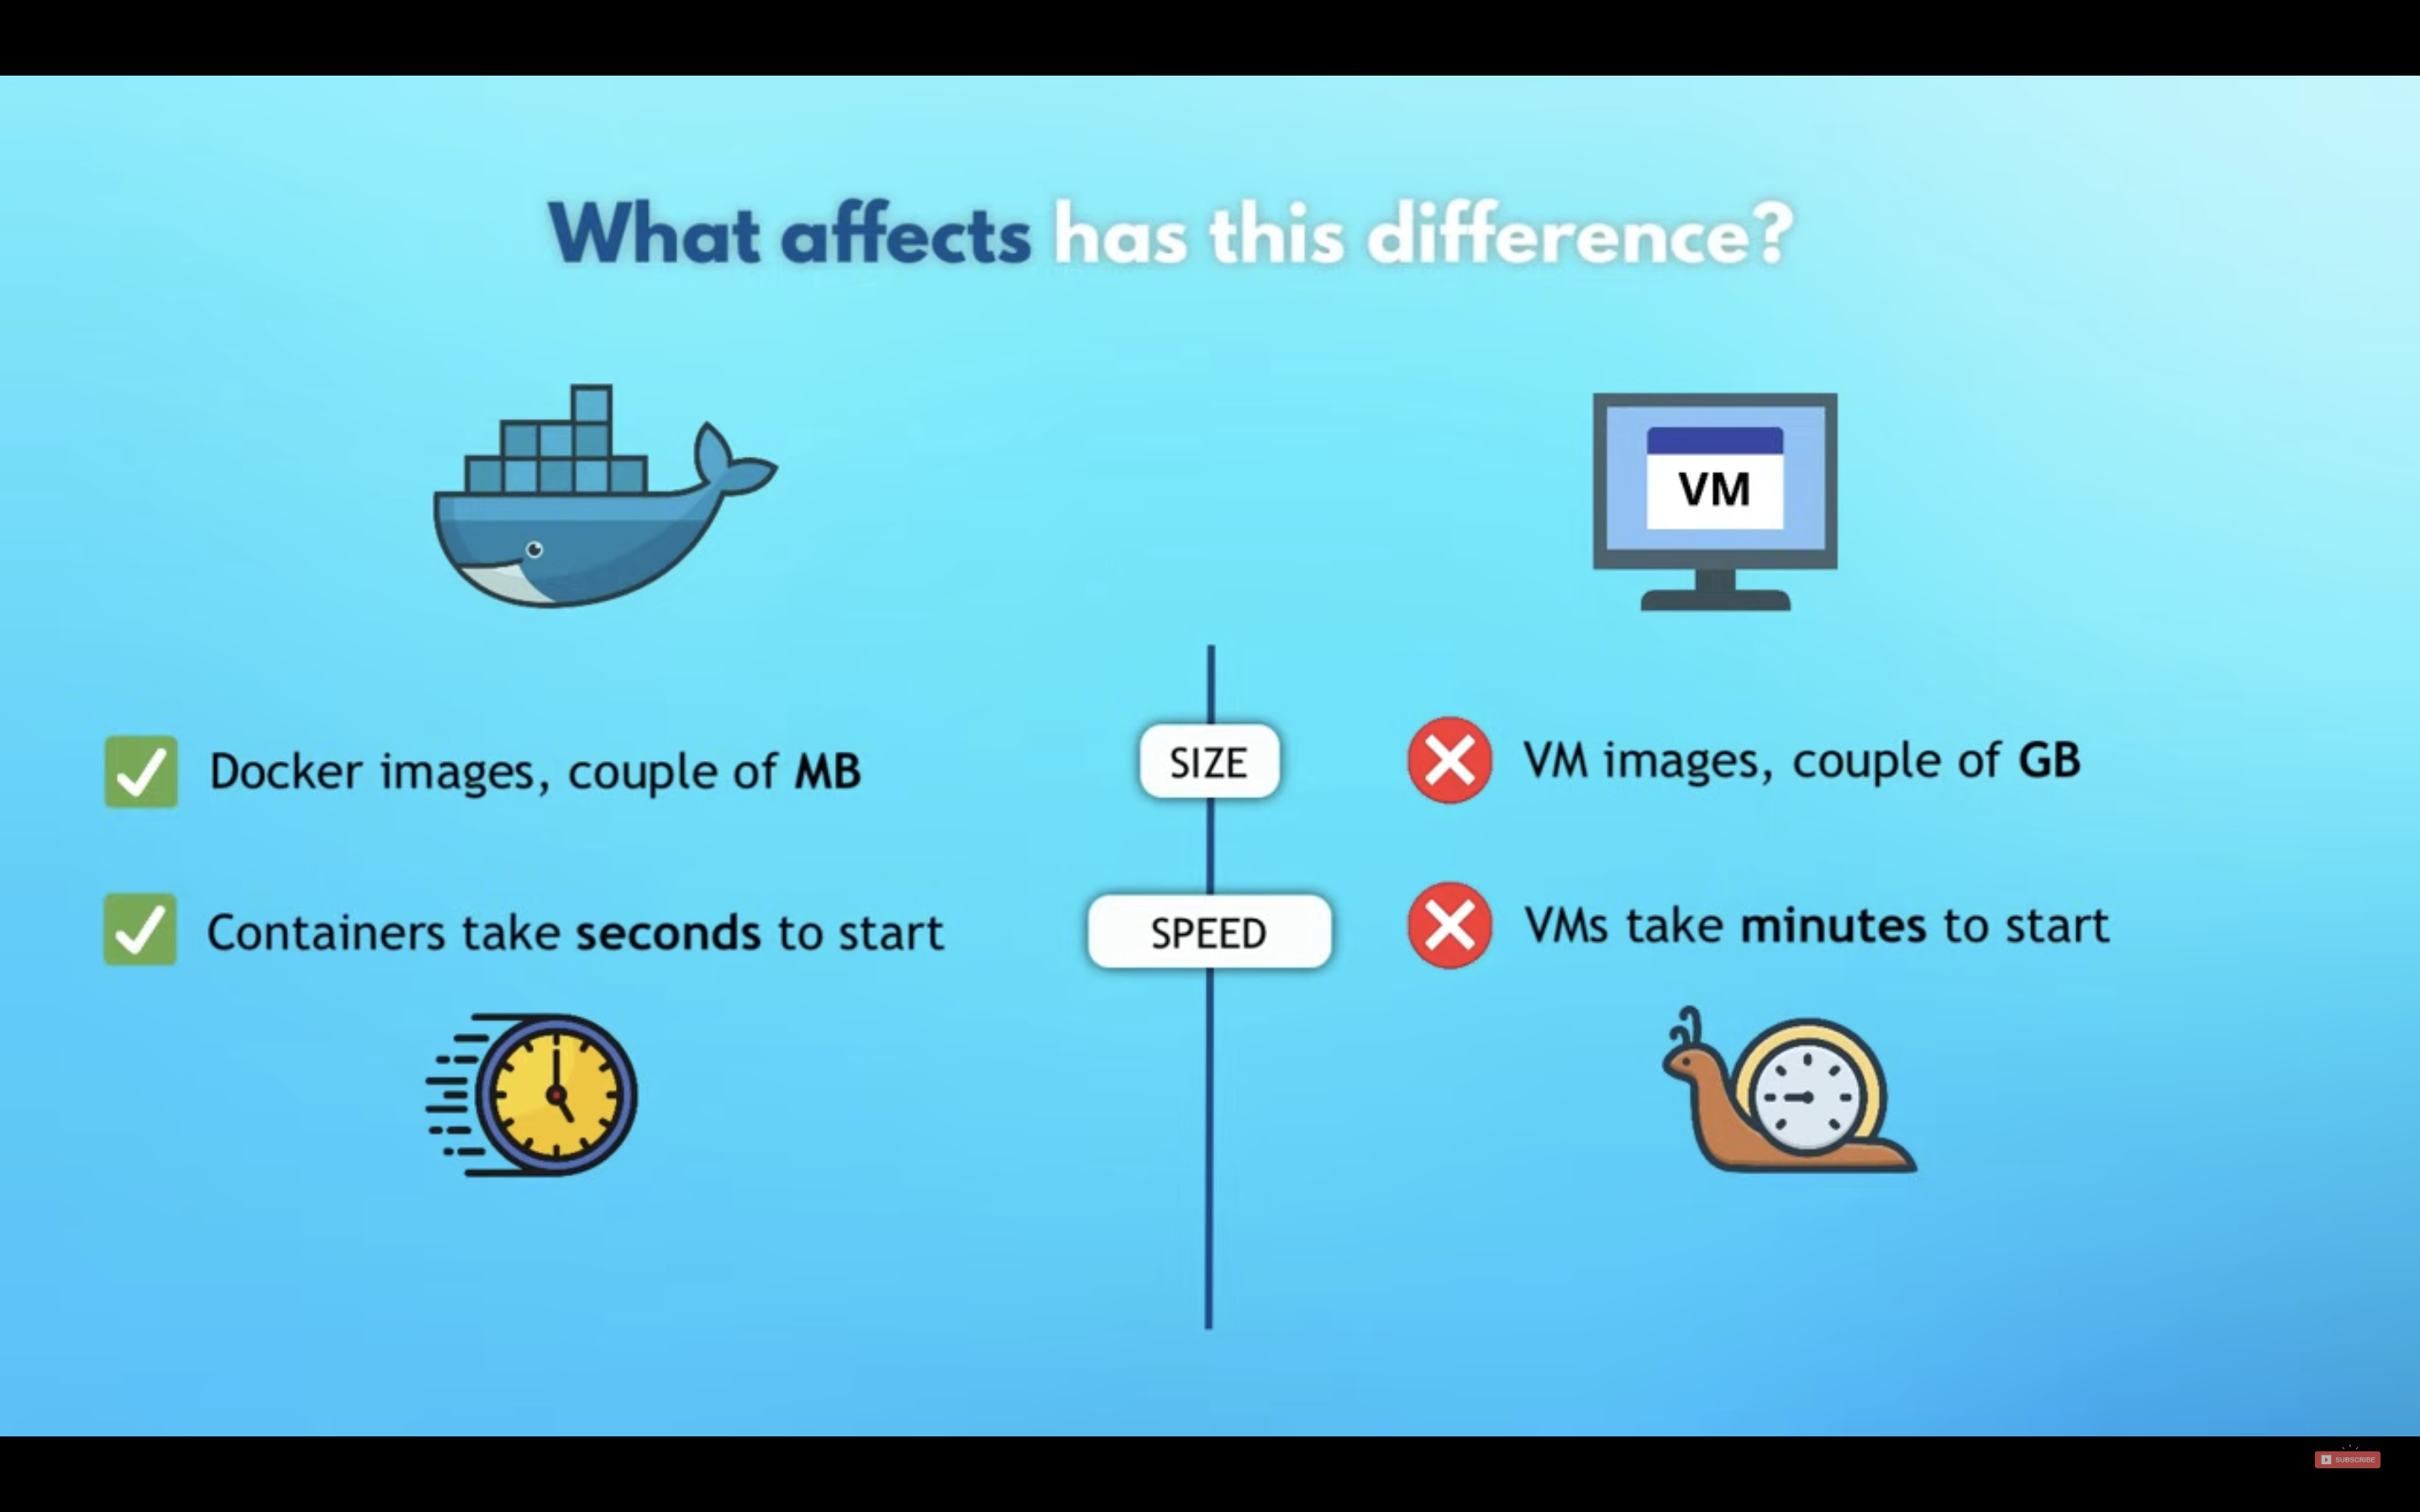 What affects has this difference?
VM
Docker images, couple of MB
SIZE
VM images, couple of GB
Containers take seconds to start
SPEED
VMs take minutes to start
SUBSCRIBE